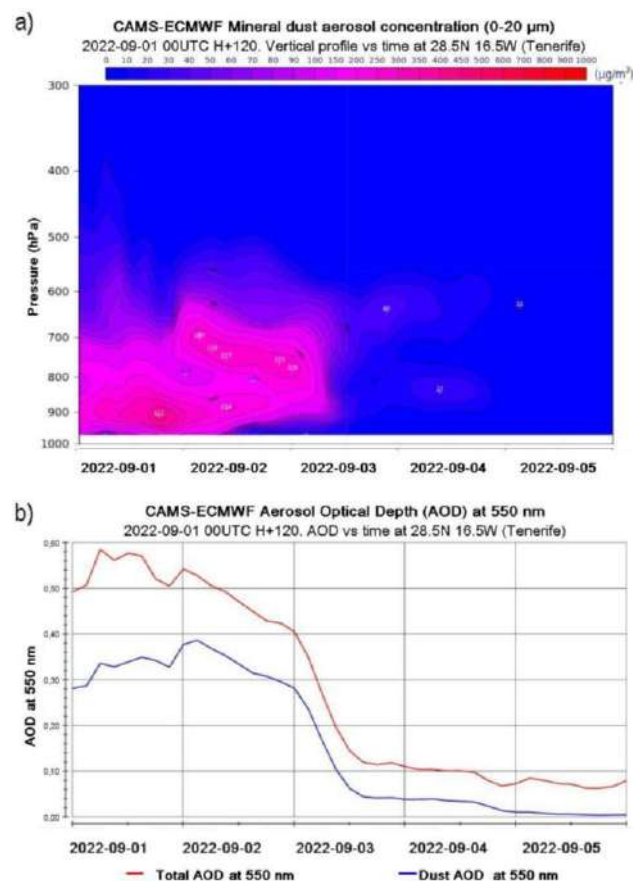 a)
CAMS-ECMWF Mineral dust aerosol concentration (0-20 μm)
2022-09-01 00UTC H+120. Vertical profile vs time at 28.5N 16.5W (Tenerife)
0 10 20 30 40 50 60 70 80 90 100 200 250 300 350 400 450 500 600 700 800 900 1000
(μg/m³)
Pressure (hPa)
300
400
500
600
700
800
900
1000
2022-09-01 2022-09-02 2022-09-03 2022-09-04 2022-09-05
b)
CAMS-ECMWF Aerosol Optical Depth (AOD) at 550 nm
2022-09-01 00UTC H+120. AOD vs time at 28.5N 16.5W (Tenerife)
AOD at 550 nm
0,60
0,50
0,40
0,30
0,20
0,10
0,00
2022-09-01 2022-09-02 2022-09-03 2022-09-04 2022-09-05
Total AOD at 550 nm Dust AOD at 550 nm